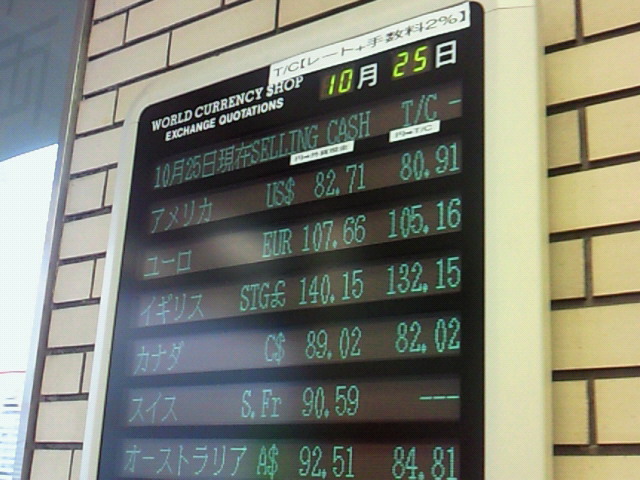 T/C【レート+手数料2%】
10月 25日
WORLD CURRENCY SHOP
EXCHANGE QUOTATIONS
10月25日現在SELLING CASH T/C
アメリカ US$ 82.71 80.91
ユーロ EUR 107.66 105.16
イギリス STG£ 140.15 132.15
カナダ C$ 89.02 82.02
スイス S.Fr 90.59 ---
オーストラリア A$ 92.51 84.81